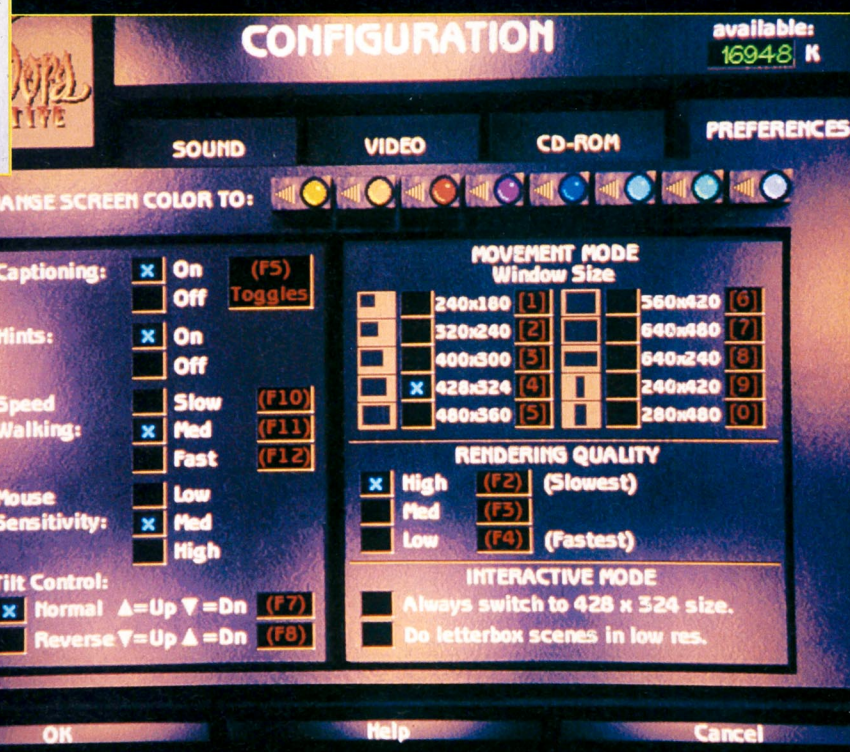 CONFIGURATION
available:
16948 K
SOUND
VIDEO
CD-ROM
PREFERENCES
ANGE SCREEN COLOR TO:
Captioning:
On
Off
(F5)
Toggles
Hints:
On
Off
Speed
Walking:
Slow (F10)
Med (F11)
Fast (F12)
Mouse
Sensitivity:
Low
Med
High
Tilt Control:
Normal ▲=Up ▼=Dn (F7)
Reverse ▼=Up ▲=Dn (F8)
MOVEMENT MODE
Window Size
240x180 [1] 560x420 [6]
320x240 [2] 640x480 [7]
400x300 [3] 640x240 [8]
428x324 [4] 240x420 [9]
480x360 [5] 280x480 [0]
RENDERING QUALITY
High (F2) (Slowest)
Med (F3)
Low (F4) (Fastest)
INTERACTIVE MODE
Always switch to 428 x 324 size.
Do letterbox scenes in low res.
OK
Help
Cancel